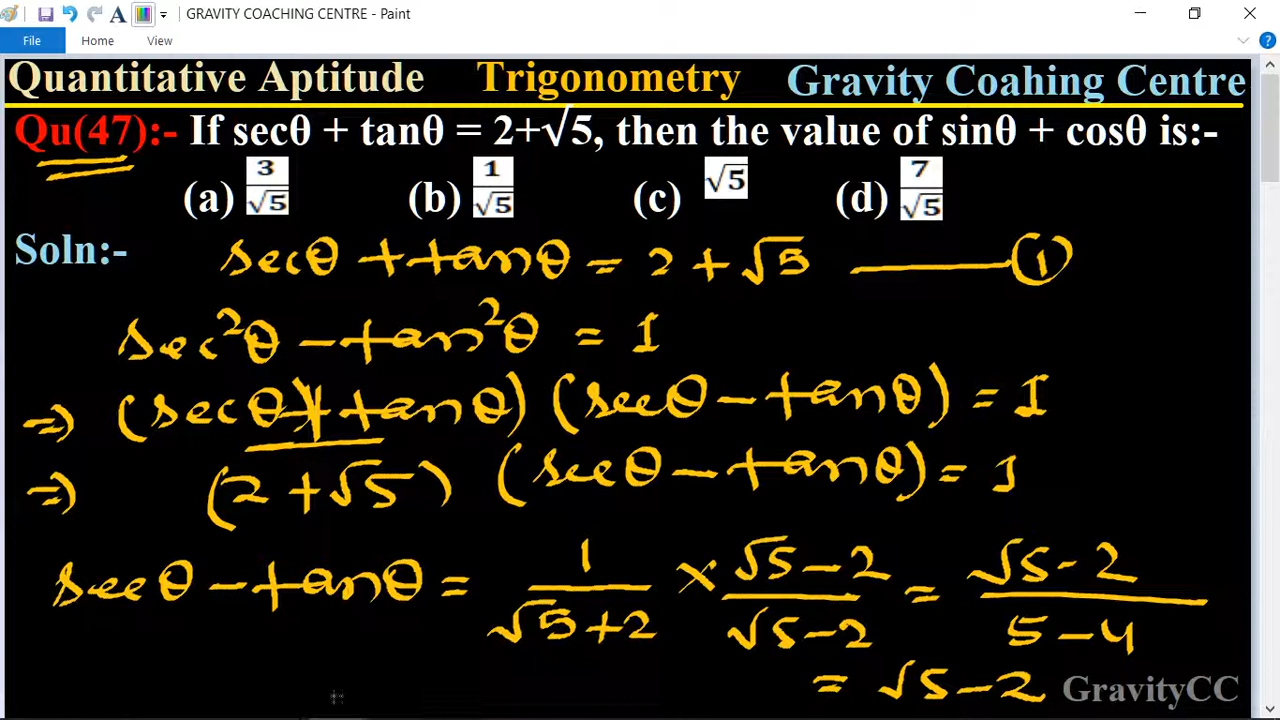 GRAVITY COACHING CENTRE - Paint
File Home View
Quantitative Aptitude Trigonometry Gravity Coahing Centre
Qu(47):- If secθ + tanθ = 2+√5, then the value of sinθ + cosθ is:-
(a) 3/√5 (b) 1/√5 (c) √5 (d) 7/√5
Soln:- secθ + tanθ = 2 + √5 —— ①
sec²θ - tan²θ = 1
⇒ (secθ + tanθ) (secθ - tanθ) = 1
⇒ (2 + √5) (secθ - tanθ) = 1
secθ - tanθ = 1/(√5+2) × (√5-2)/(√5-2) = (√5-2)/(5-4)
= √5-2
GravityCC